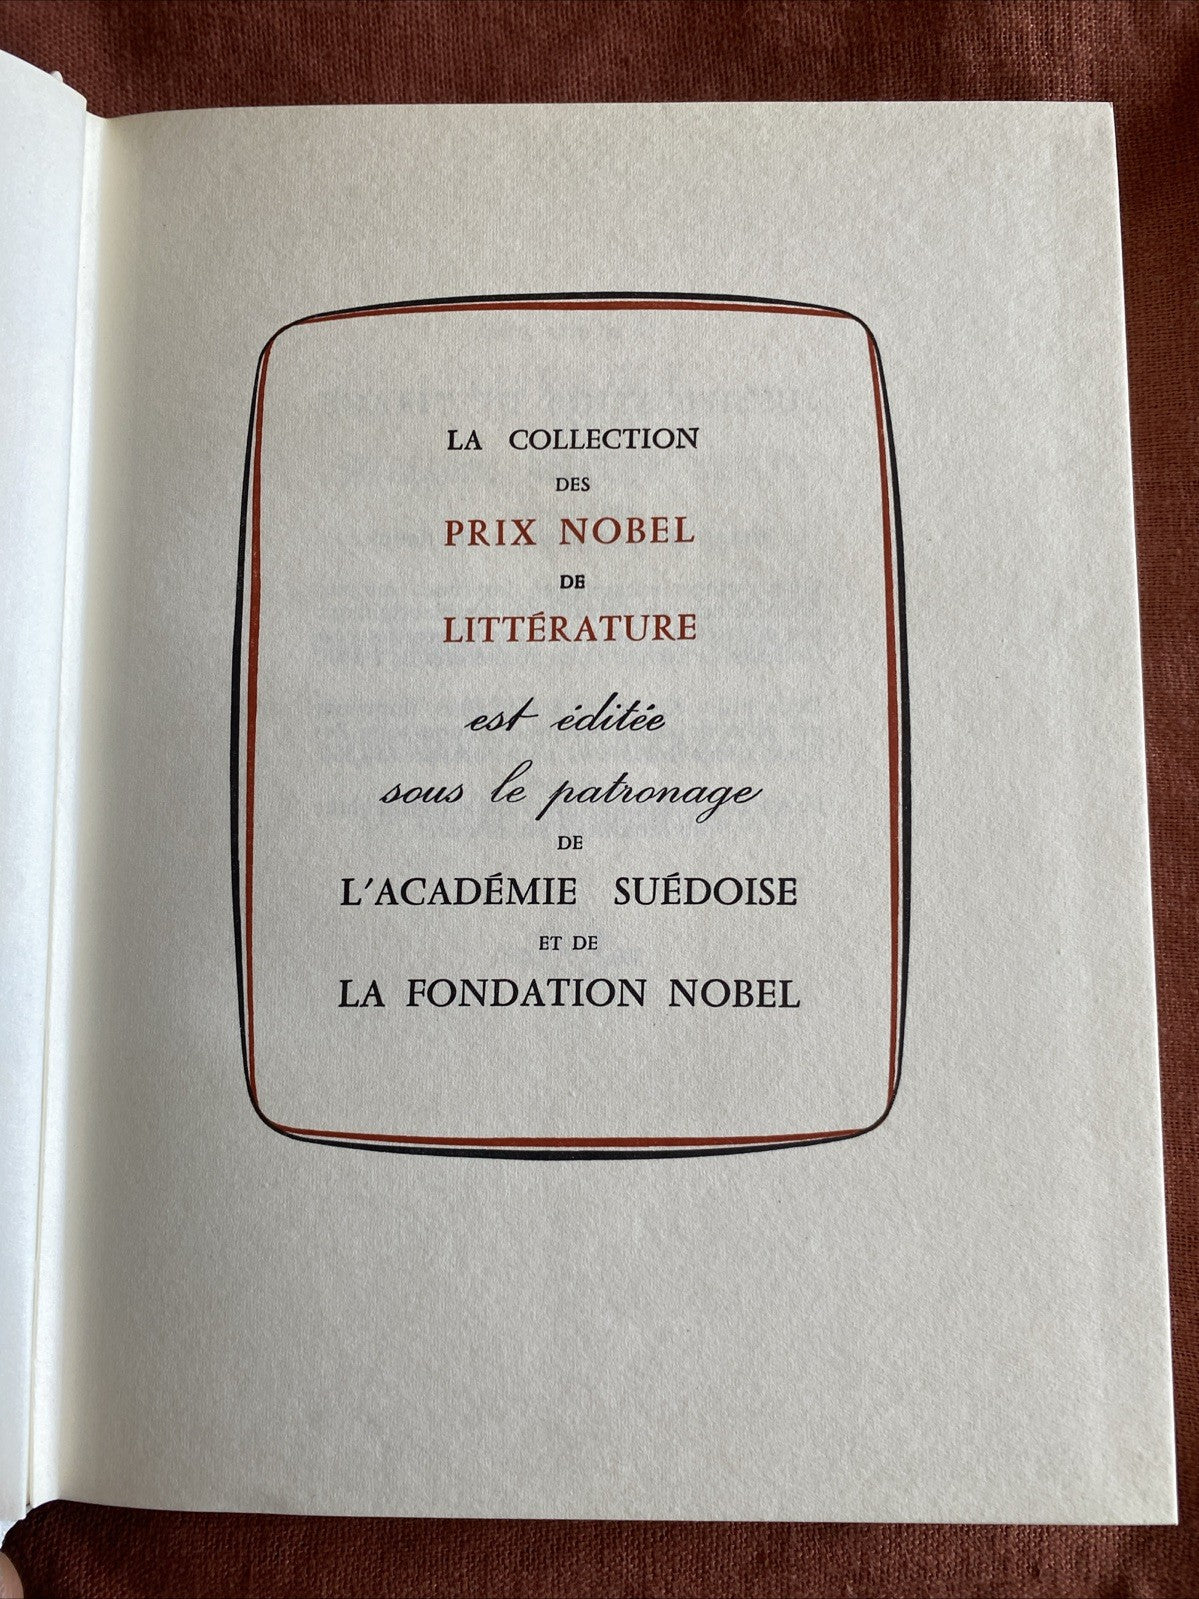 LA COLLECTION
DES
PRIX NOBEL
DE
LITTÉRATURE
est éditée
sous le patronage
DE
L'ACADÉMIE SUÉDOISE
ET DE
LA FONDATION NOBEL